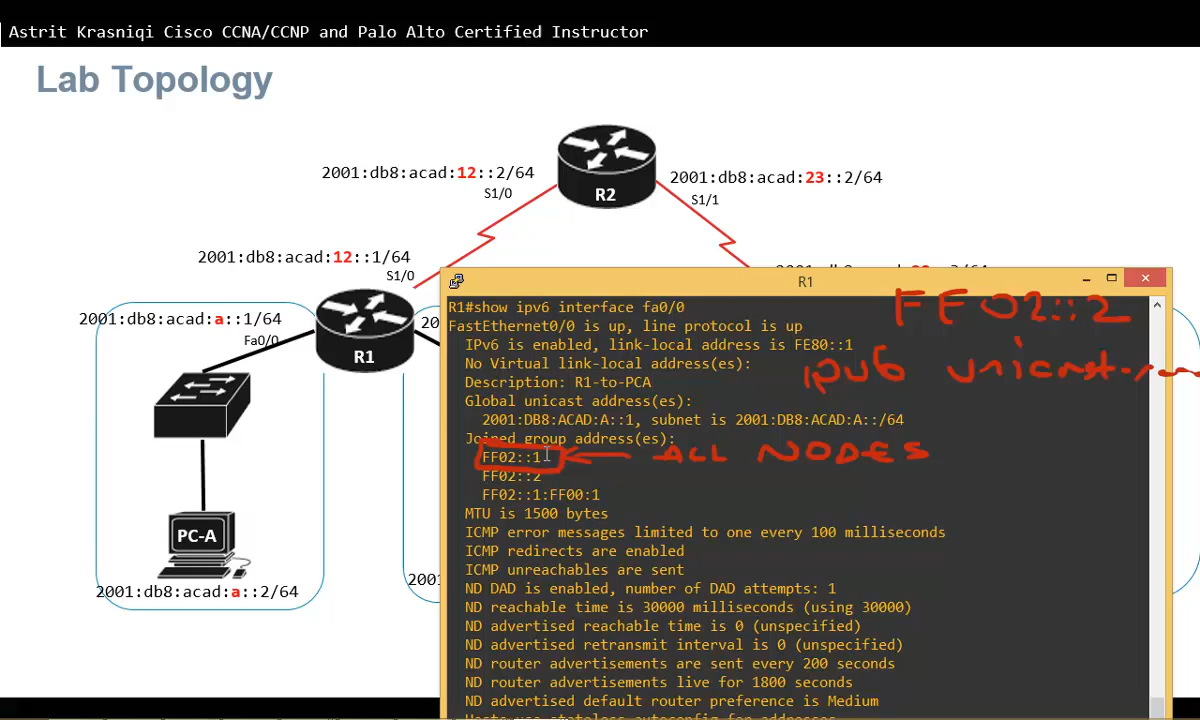 Astrit Krasniqi Cisco CCNA/CCNP and Palo Alto Certified Instructor
Lab Topology
2001:db8:acad:12::2/64
S1/0
R2
2001:db8:acad:23::2/64
S1/1
2001:db8:acad:12::1/64
S1/0
2001:db8:acad:a::1/64
Fa0/0
R1
PC-A
2001:db8:acad:a::2/64
R1
R1#show ipv6 interface fa0/0
FastEthernet0/0 is up, line protocol is up
IPv6 is enabled, link-local address is FE80::1
No Virtual link-local address(es):
Description: R1-to-PCA
Global unicast address(es):
2001:DB8:ACAD:A::1, subnet is 2001:DB8:ACAD:A::/64
Joined group address(es):
FF02::1
FF02::2
FF02::1:FF00:1
MTU is 1500 bytes
ICMP error messages limited to one every 100 milliseconds
ICMP redirects are enabled
ICMP unreachables are sent
ND DAD is enabled, number of DAD attempts: 1
ND reachable time is 30000 milliseconds (using 30000)
ND advertised reachable time is 0 (unspecified)
ND advertised retransmit interval is 0 (unspecified)
ND router advertisements are sent every 200 seconds
ND router advertisements live for 1800 seconds
ND advertised default router preference is Medium
FF02::2
ipv6 unicast-
ALL NODES